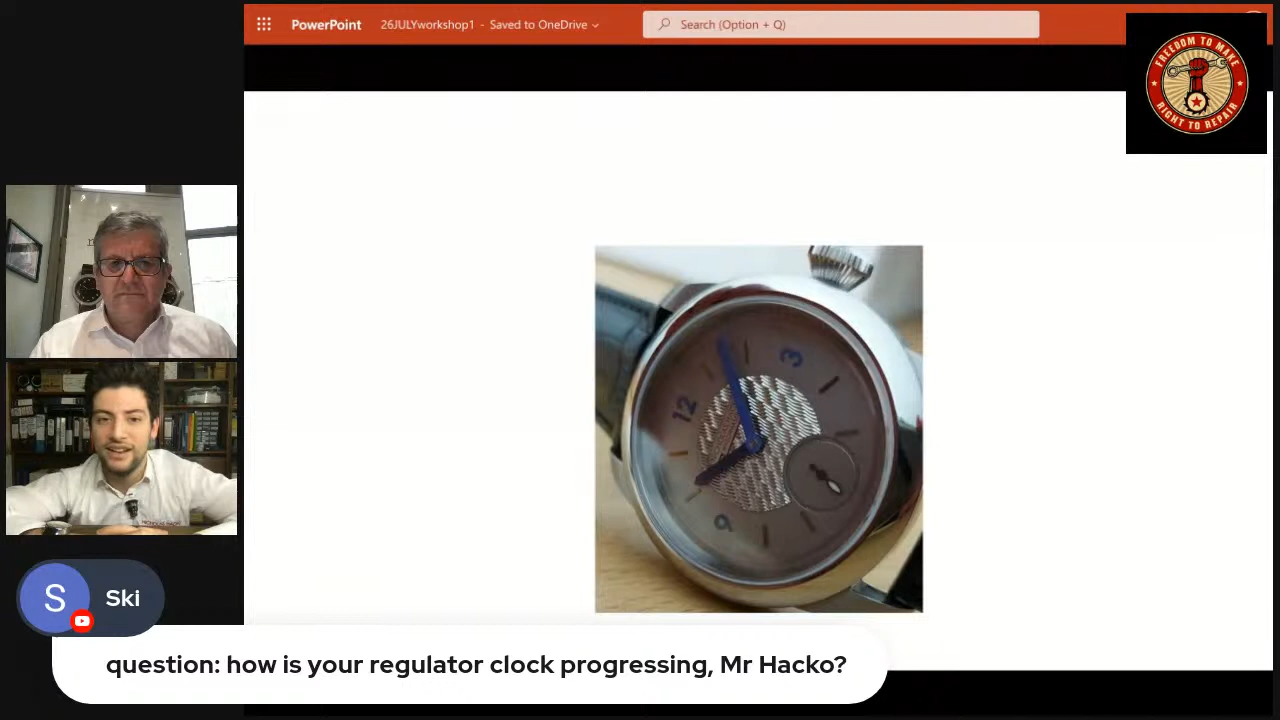 PowerPoint 26JULYworkshop1 - Saved to OneDrive Search (Option + Q)
FREEDOM TO MAKE
RIGHT TO REPAIR
3
12
9
S Ski
question: how is your regulator clock progressing, Mr Hacko?